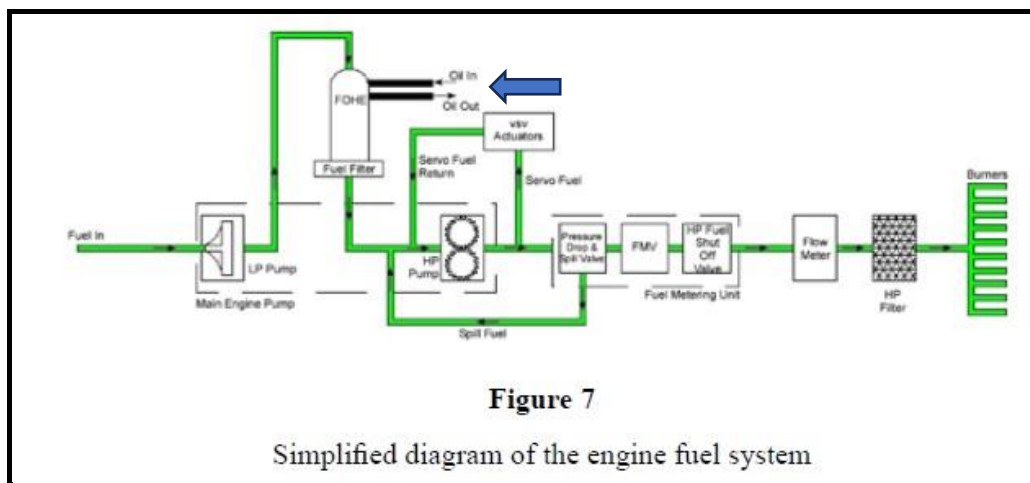 Oil In
FOHE
Oil Out
vsv
Actuators
Fuel Filter
Servo Fuel
Return
Servo Fuel
Burners
Fuel In
LP Pump
HP
Pump
Pressure
Drop &
Spill Valve
FMV
HP Fuel
Shut
Off
Valve
Flow
Meter
Main Engine Pump
Fuel Metering Unit
HP
Filter
Spill Fuel
Figure 7
Simplified diagram of the engine fuel system